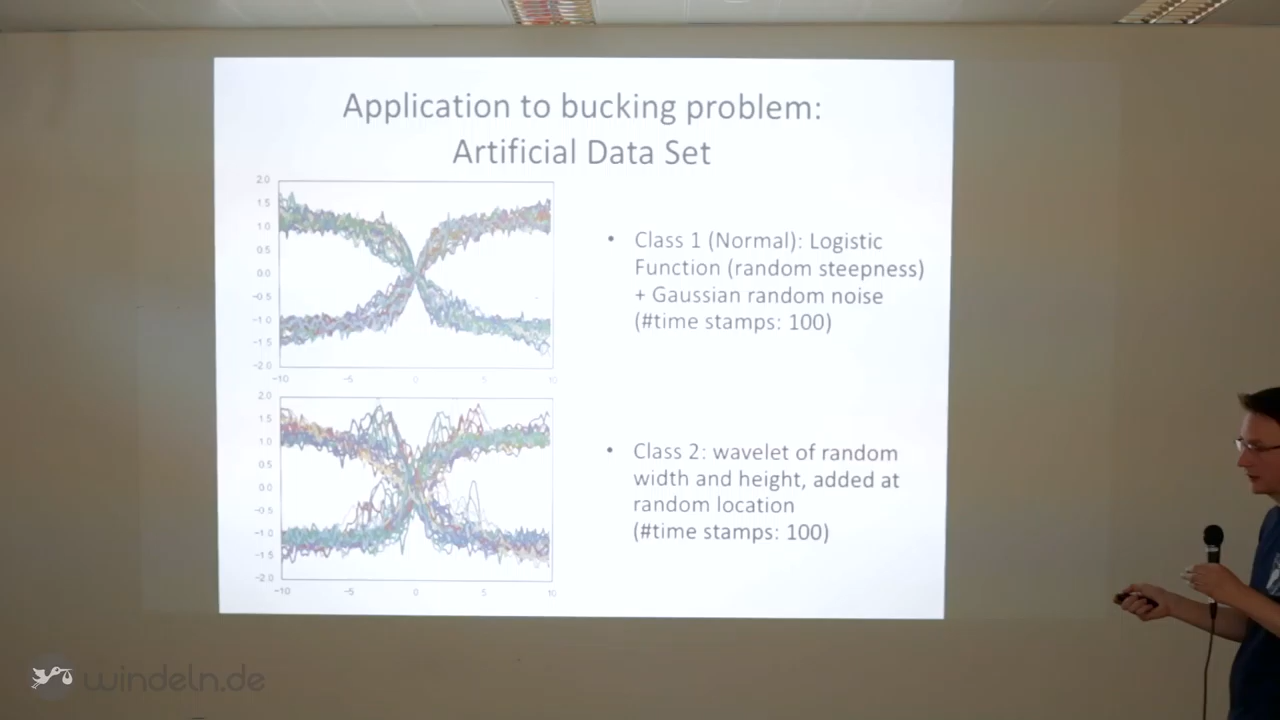 Application to bucking problem:
Artificial Data Set
2.0
1.5
1.0
0.5
0.0
−0.5
−1.0
−1.5
−2.0
−10
−5
0
5
10
• Class 1 (Normal): Logistic
Function (random steepness)
+ Gaussian random noise
(#time stamps: 100)
2.0
1.5
1.0
0.5
0.0
−0.5
−1.0
−1.5
−2.0
−10
−5
0
5
10
• Class 2: wavelet of random
width and height, added at
random location
(#time stamps: 100)
windeln.de